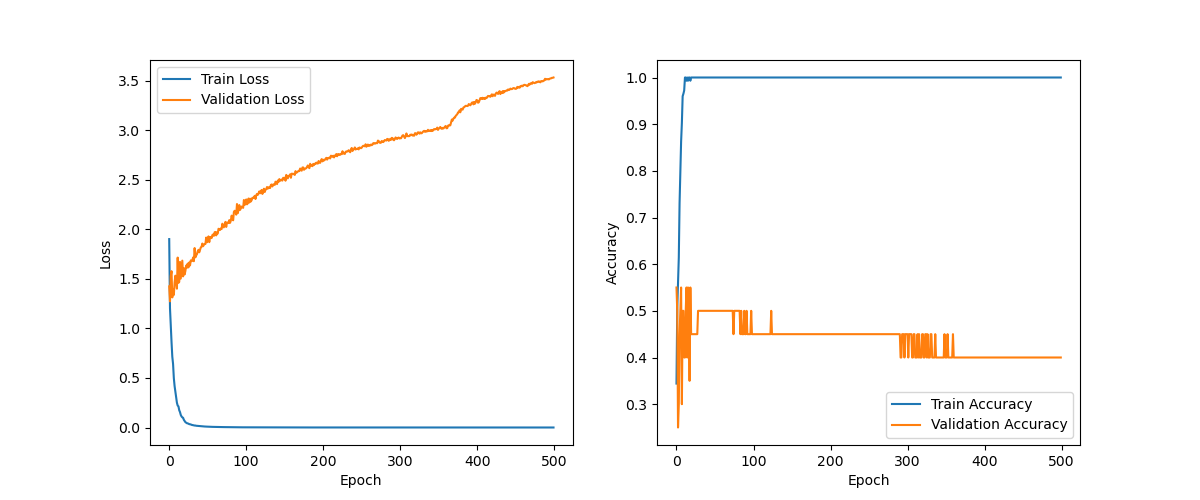 Train Loss
Validation Loss
3.5
3.0
2.5
2.0
1.5
1.0
0.5
0.0
Loss
0 100 200 300 400 500
Epoch
1.0
0.9
0.8
0.7
0.6
0.5
0.4
0.3
Accuracy
Train Accuracy
Validation Accuracy
0 100 200 300 400 500
Epoch